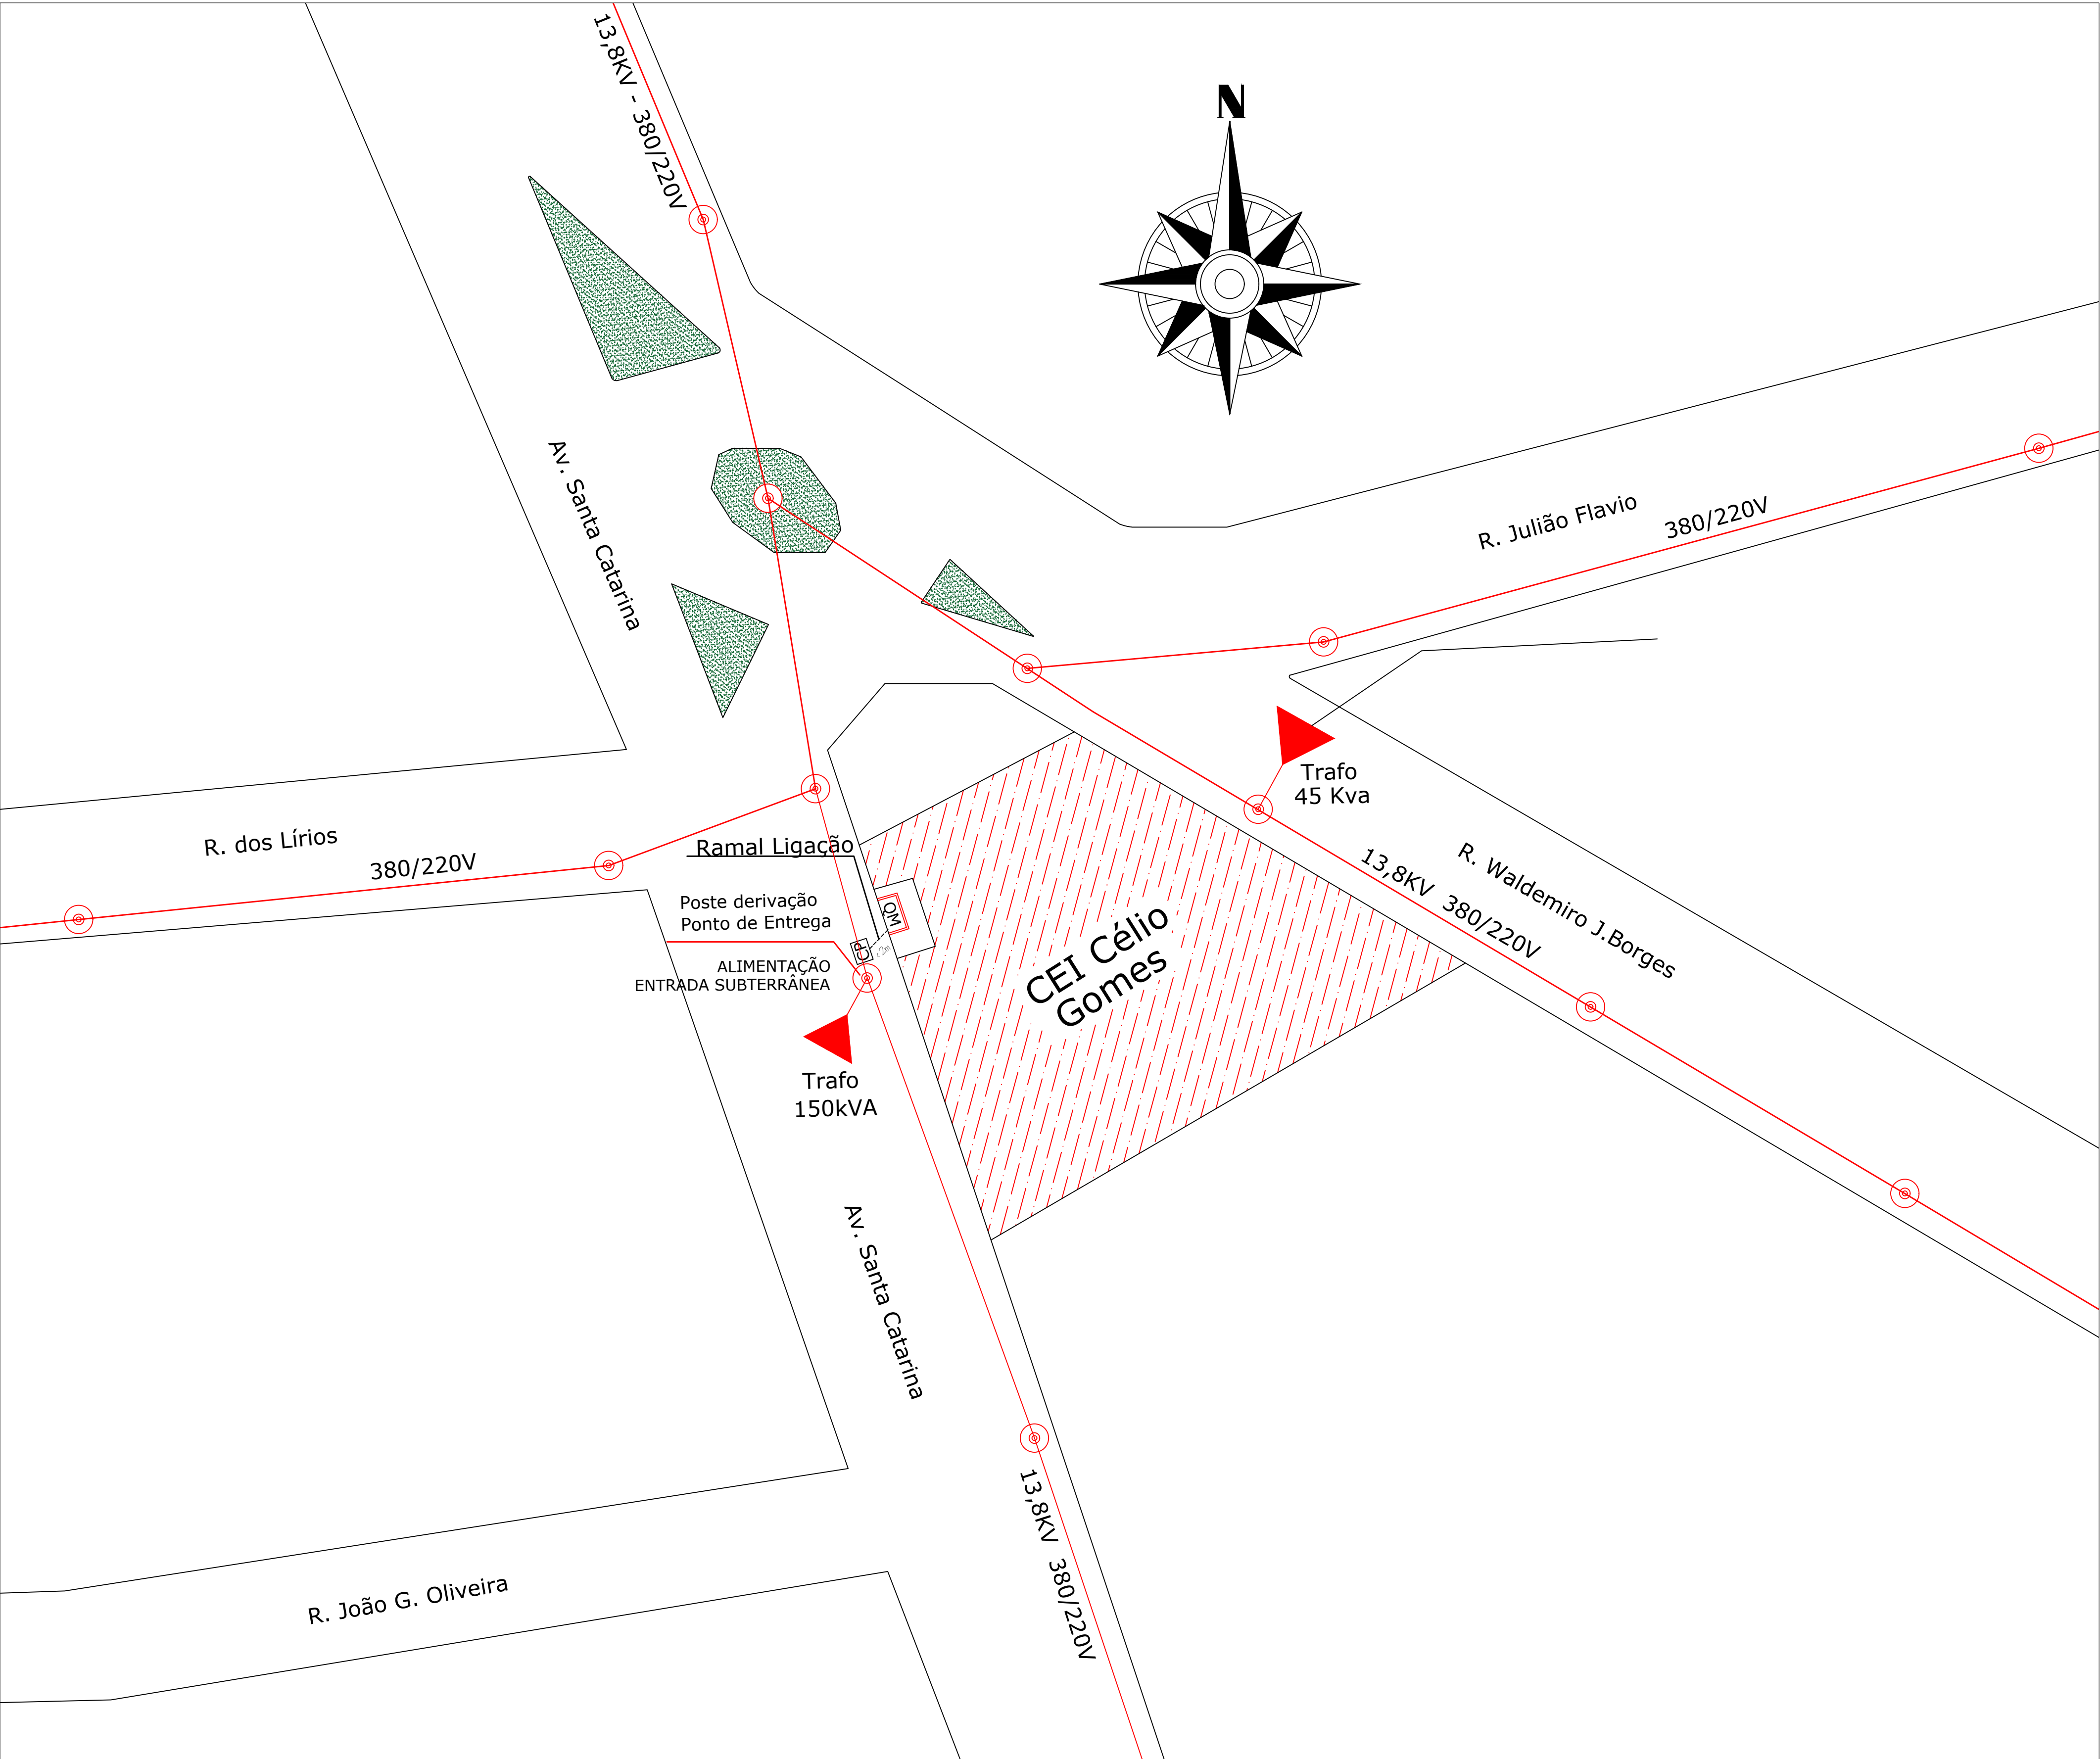 13,8KV - 380/220V
N
Av. Santa Catarina
R. Julião Flavio
380/220V
Trafo
45 Kva
R. dos Lírios
380/220V
Ramal Ligação
Poste derivação
Ponto de Entrega
QM
CP
2m
ALIMENTAÇÃO
ENTRADA SUBTERRÂNEA
CEI Célio
Gomes
13,8KV 380/220V
R. Waldemiro J.Borges
Trafo
150kVA
Av. Santa Catarina
13,8KV 380/220V
R. João G. Oliveira